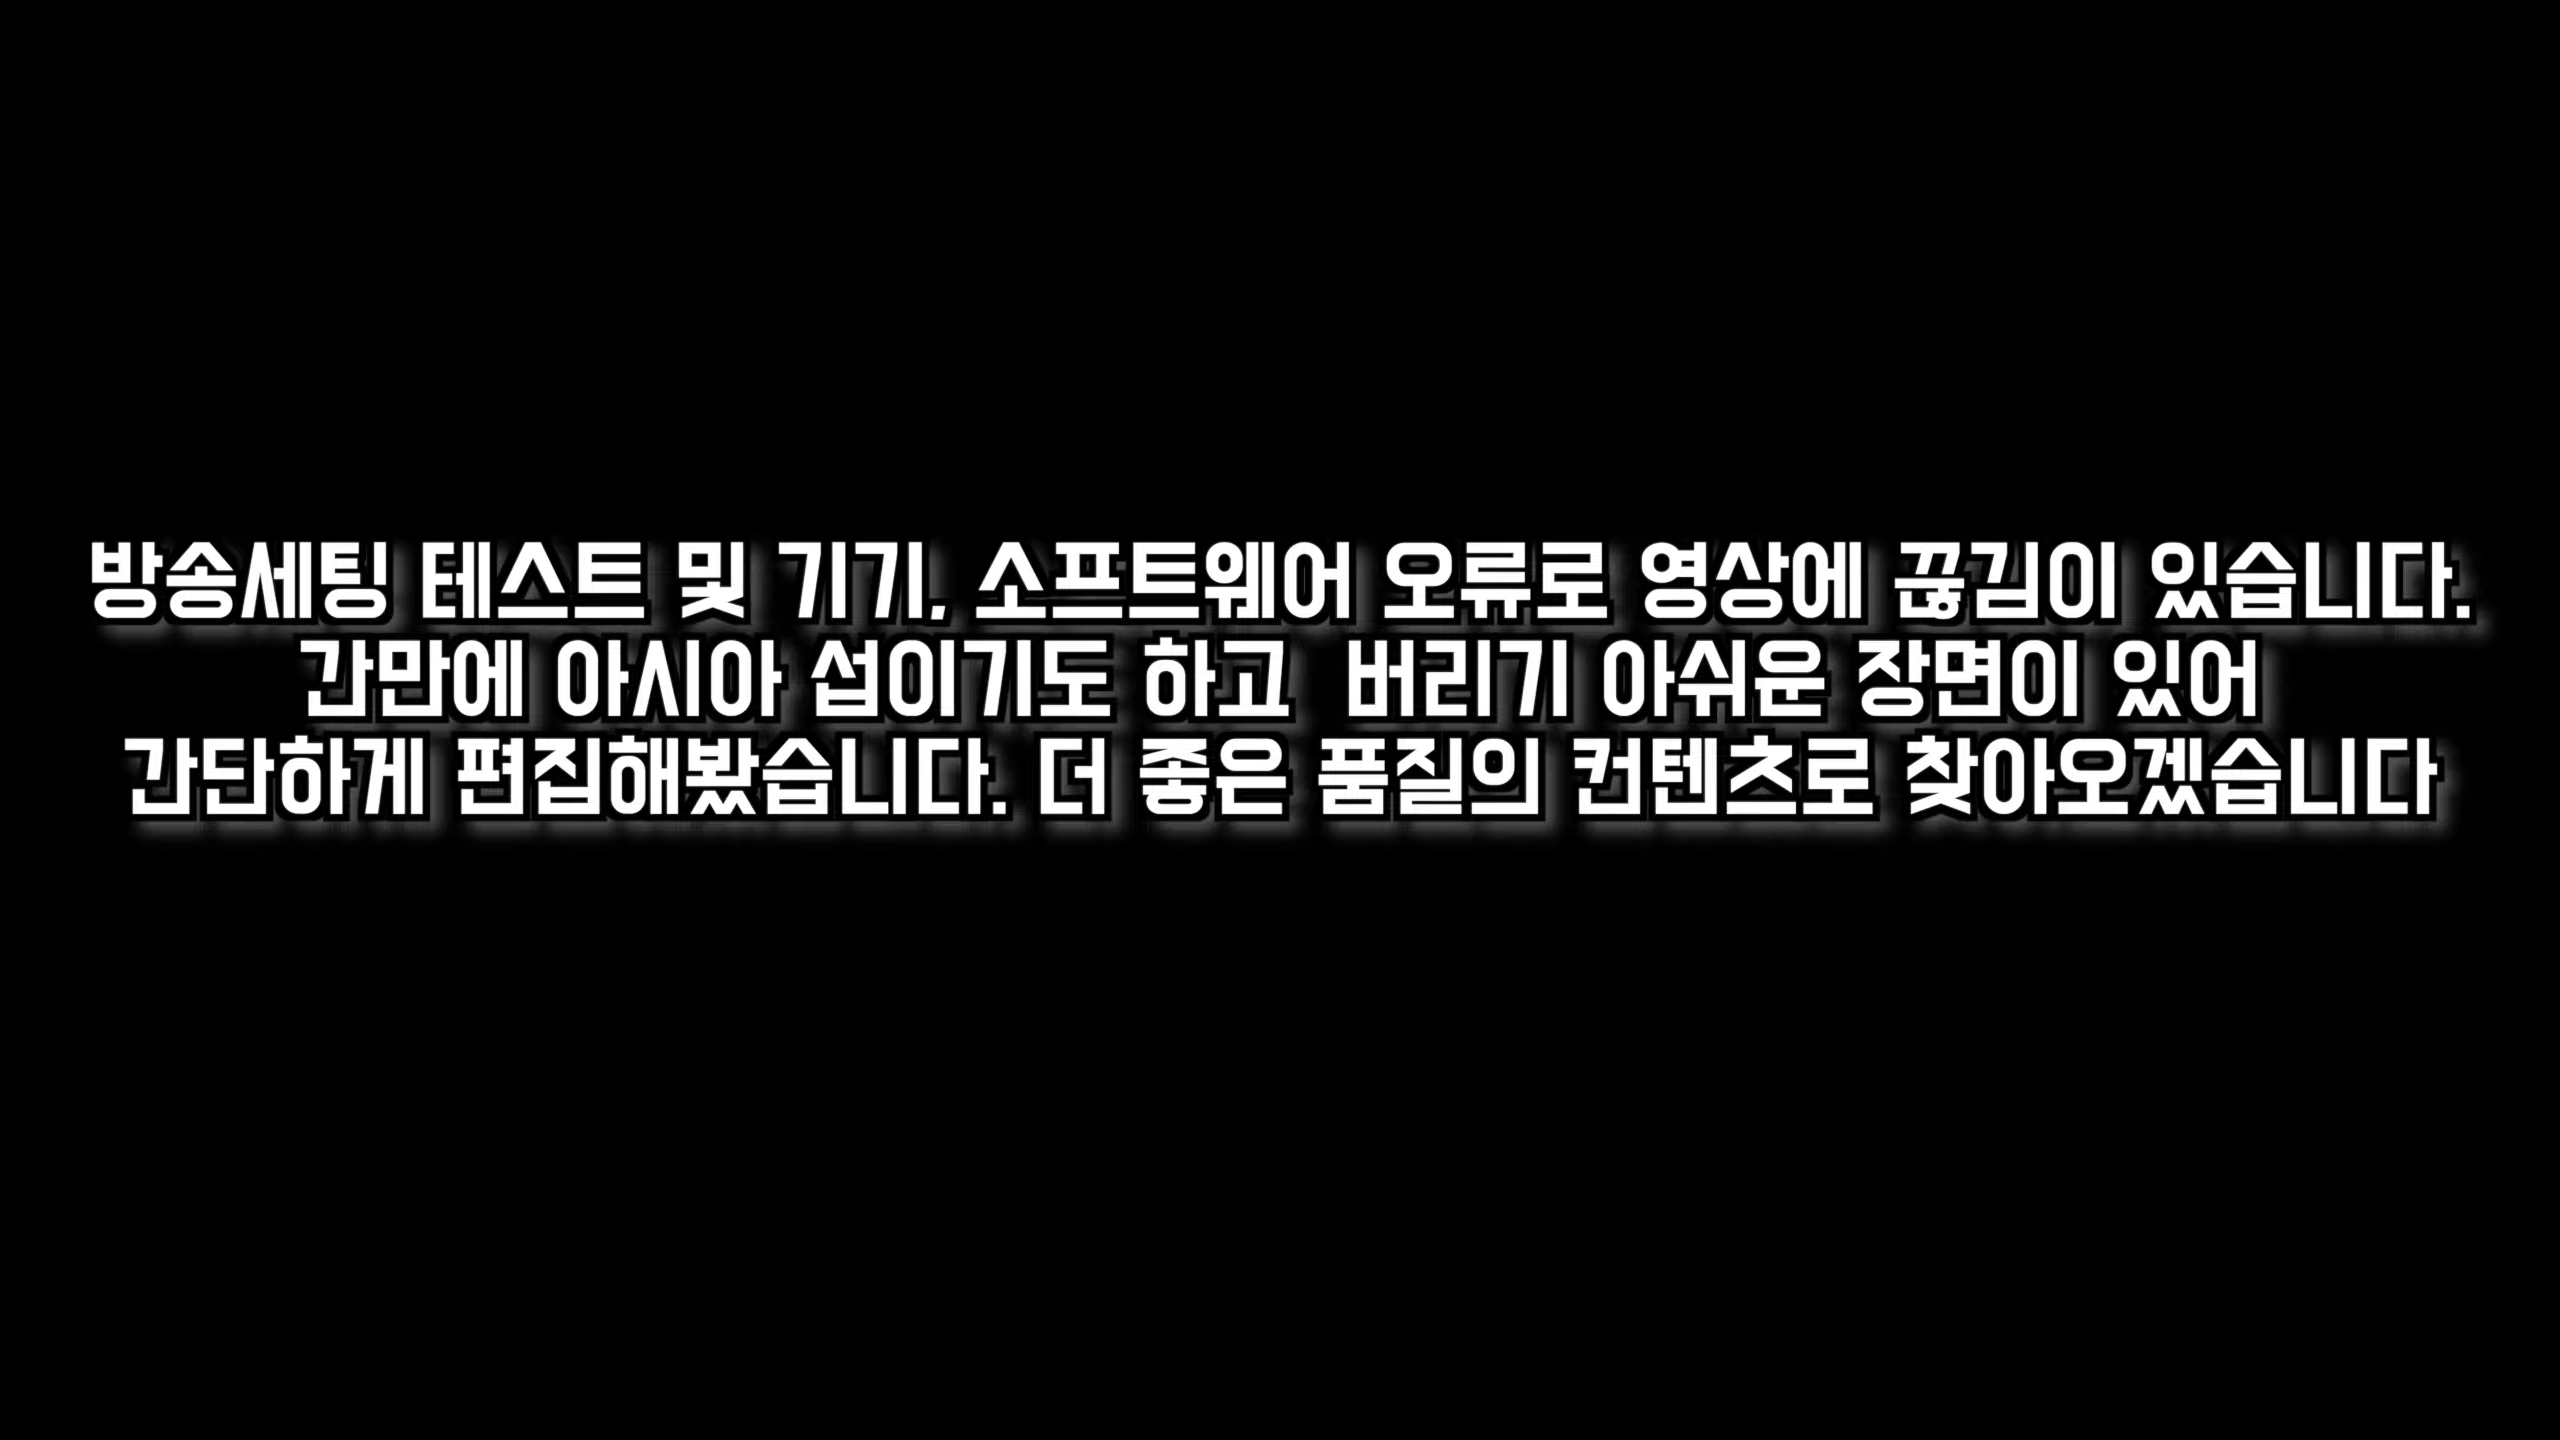 방송세팅 테스트 및 기기, 소프트웨어 오류로 영상에 끊김이 있습니다.
간만에 아시아 섭이기도 하고  버리기 아쉬운 장면이 있어
간단하게 편집해봤습니다. 더 좋은 품질의 컨텐츠로 찾아오겠습니다